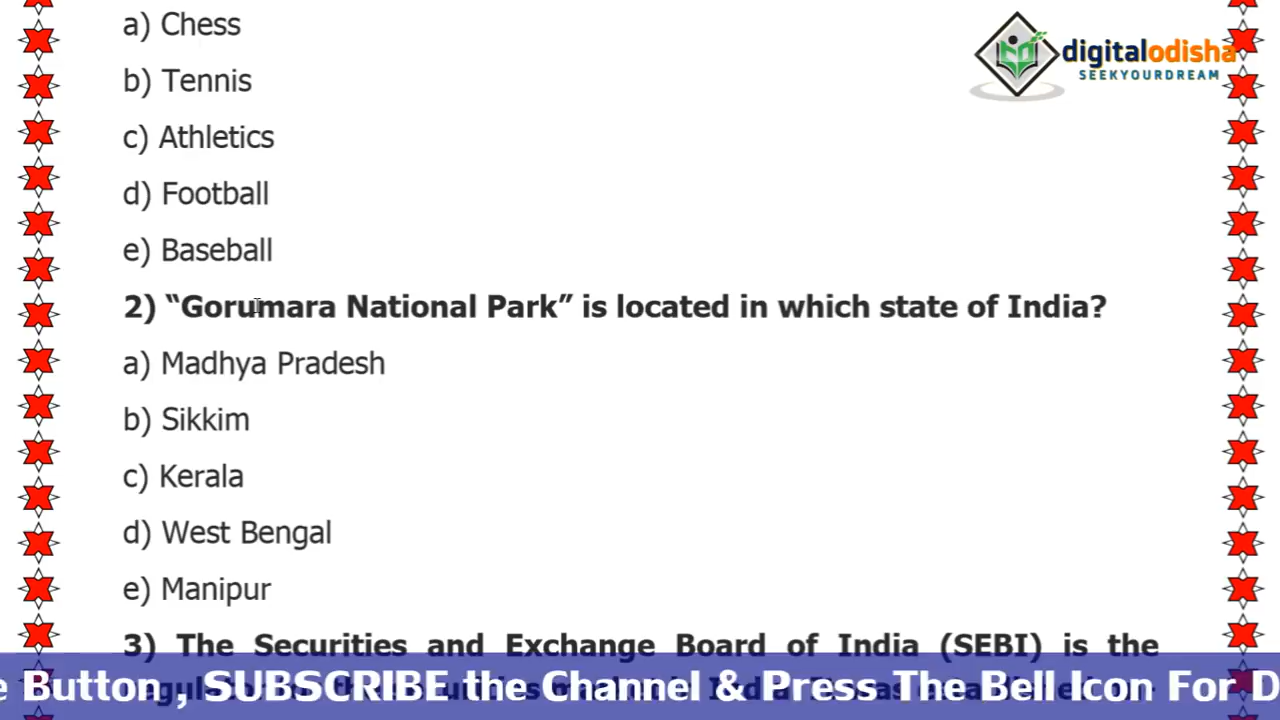 a) Chess
digitalodisha
SEEKYOURDREAM
b) Tennis
c) Athletics
d) Football
e) Baseball
2) “Gorumara National Park” is located in which state of India?
a) Madhya Pradesh
b) Sikkim
c) Kerala
d) West Bengal
e) Manipur
3) The Securities and Exchange Board of India (SEBI) is the
e Button, SUBSCRIBE the Channel & Press The Bell Icon For D